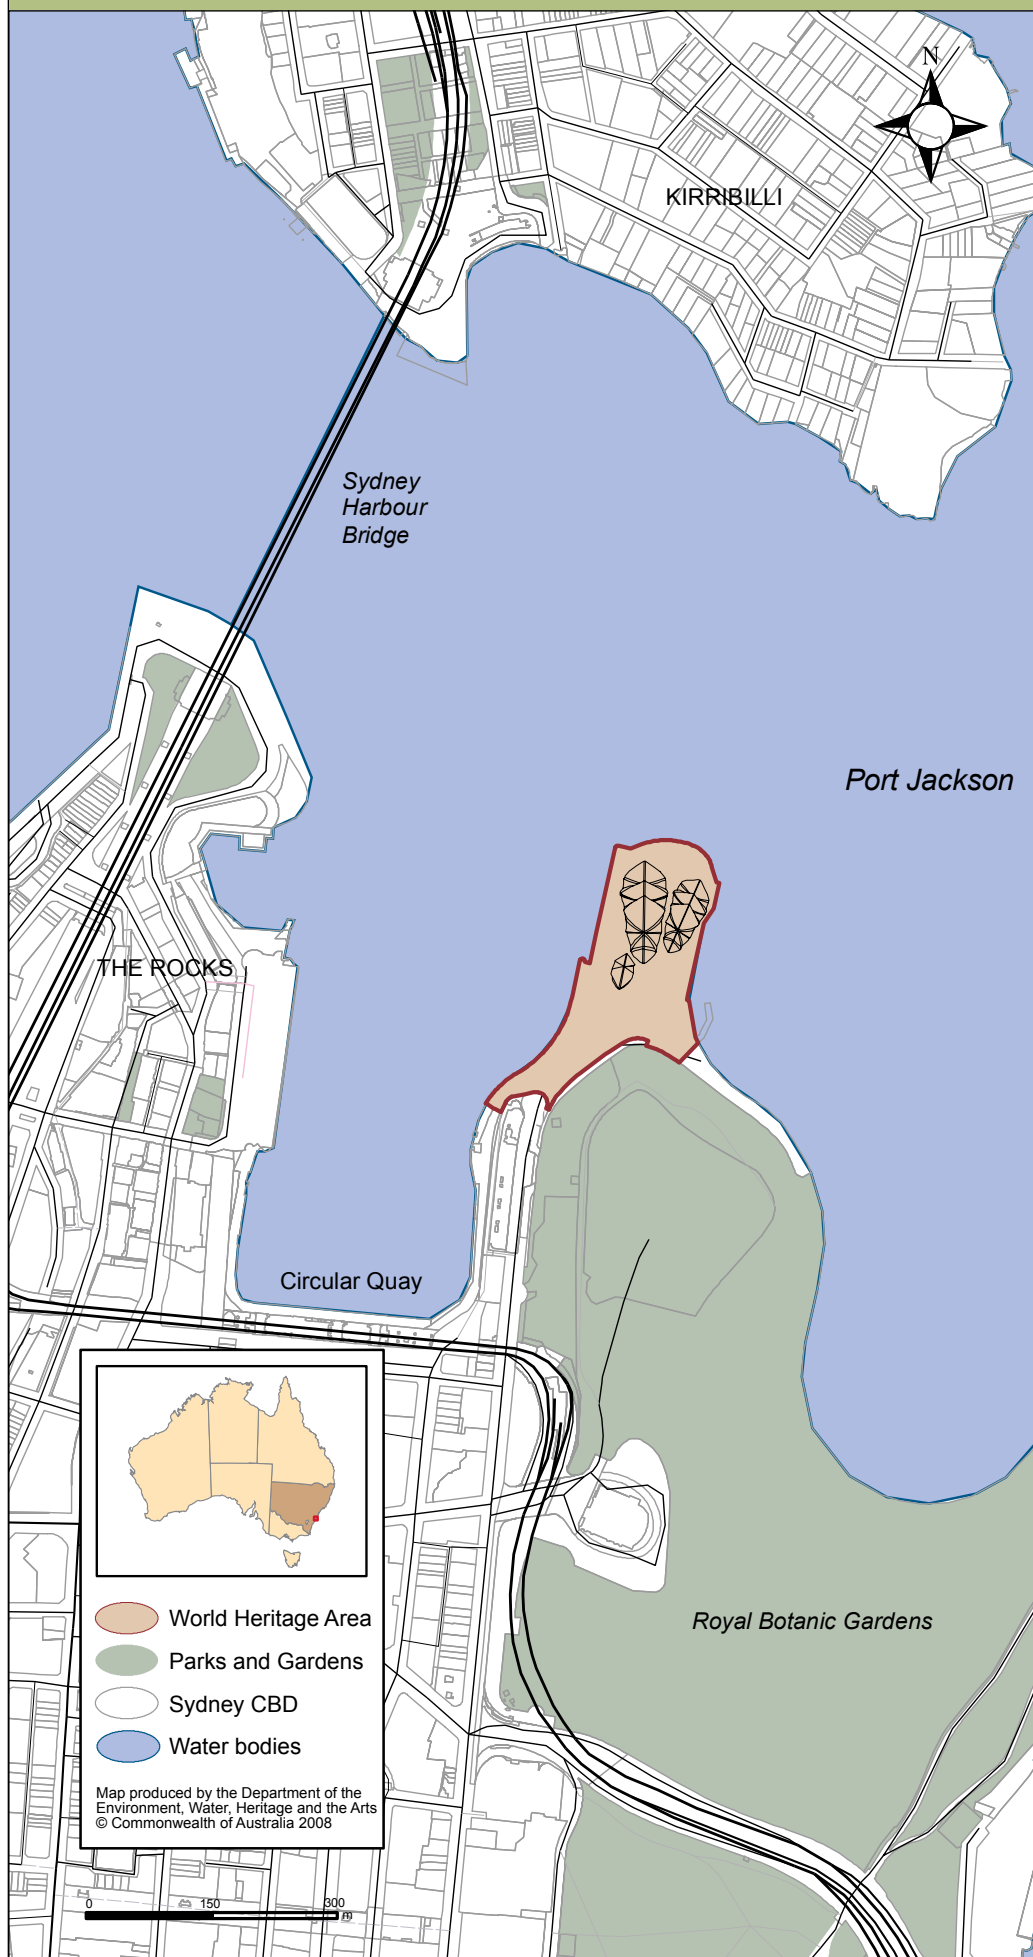 N
KIRRIBILLI
Sydney
Harbour
Bridge
Port Jackson
THE ROCKS
Circular Quay
Royal Botanic Gardens
World Heritage Area
Parks and Gardens
Sydney CBD
Water bodies
Map produced by the Department of the
Environment, Water, Heritage and the Arts
© Commonwealth of Australia 2008
0 150 300
m